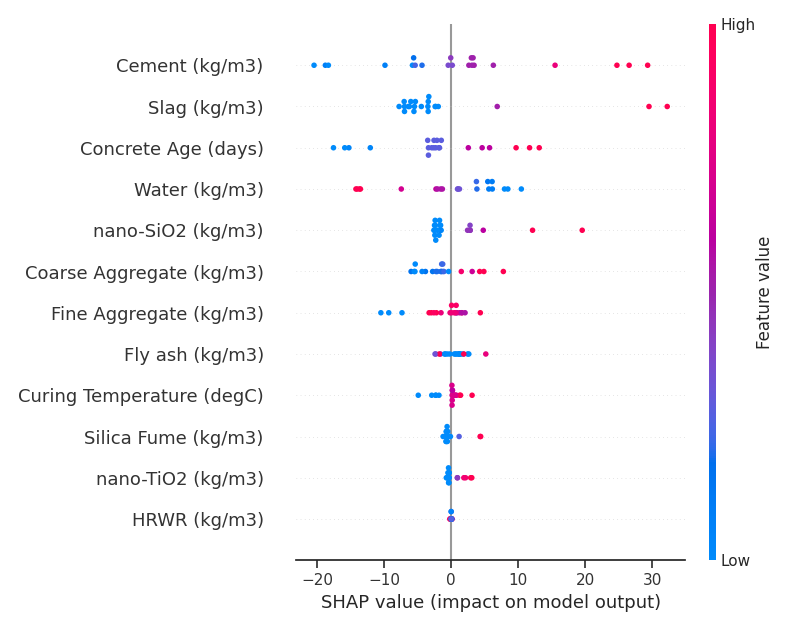 High
Cement (kg/m3)
Slag (kg/m3)
Concrete Age (days)
Water (kg/m3)
nano-SiO2 (kg/m3)
Coarse Aggregate (kg/m3)
Fine Aggregate (kg/m3)
Fly ash (kg/m3)
Curing Temperature (degC)
Silica Fume (kg/m3)
nano-TiO2 (kg/m3)
HRWR (kg/m3)
Feature value
Low
−20 −10 0 10 20 30
SHAP value (impact on model output)